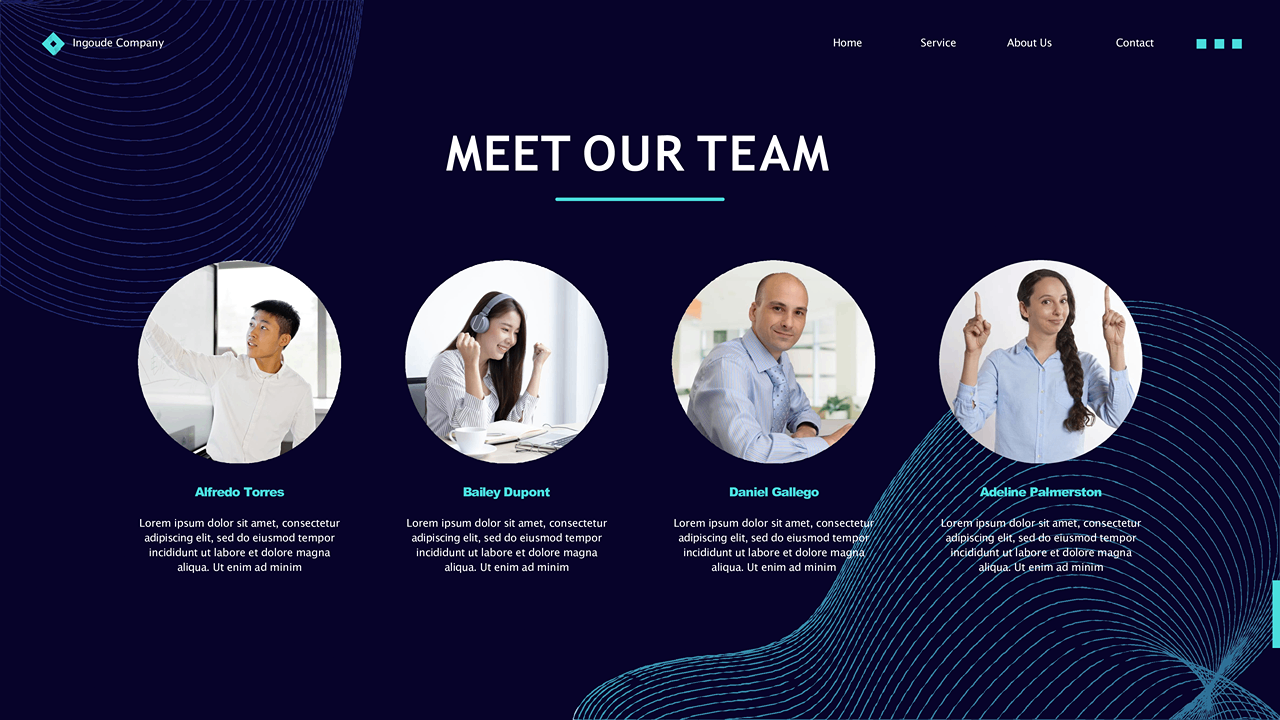 Ingoude Company
Home
Service
About Us
Contact
MEET OUR TEAM
Alfredo Torres
Lorem ipsum dolor sit amet, consectetur
adipiscing elit, sed do eiusmod tempor
incididunt ut labore et dolore magna
aliqua. Ut enim ad minim
Bailey Dupont
Lorem ipsum dolor sit amet, consectetur
adipiscing elit, sed do eiusmod tempor
incididunt ut labore et dolore magna
aliqua. Ut enim ad minim
Daniel Gallego
Lorem ipsum dolor sit amet, consectetur
adipiscing elit, sed do eiusmod tempor
incididunt ut labore et dolore magna
aliqua. Ut enim ad minim
Adeline Palmerston
Lorem ipsum dolor sit amet, consectetur
adipiscing elit, sed do eiusmod tempor
incididunt ut labore et dolore magna
aliqua. Ut enim ad minim